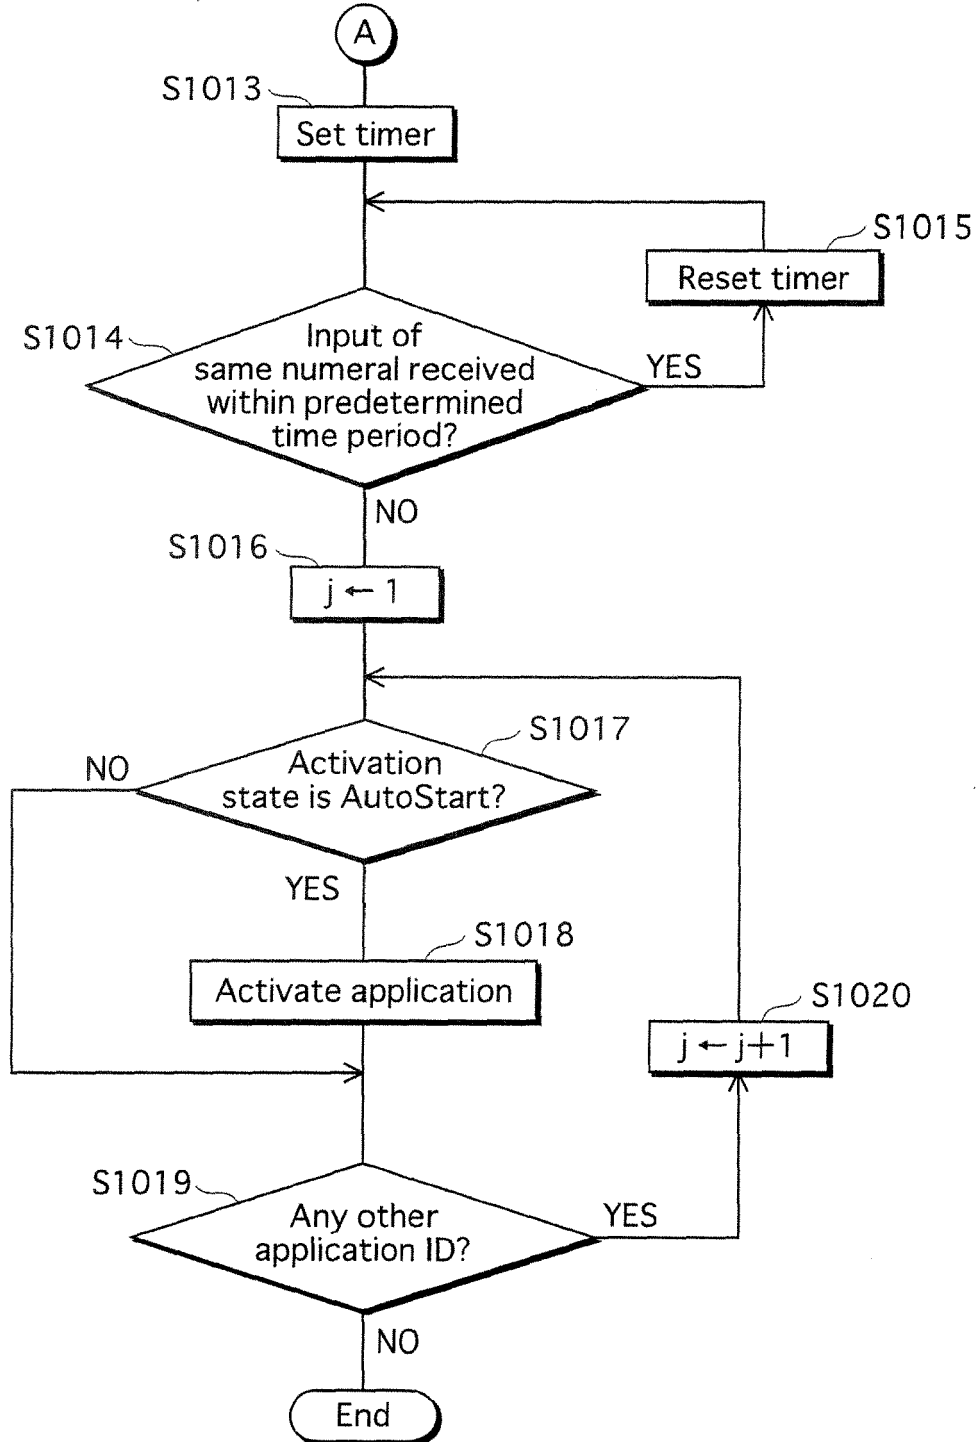 A
S1013
Set timer
S1015
Reset timer
S1014
Input of
same numeral received
within predetermined
time period?
YES
NO
S1016
j ← 1
S1017
NO
Activation
state is AutoStart?
YES
S1018
Activate application
S1020
j ← j+1
S1019
Any other
application ID?
YES
NO
End